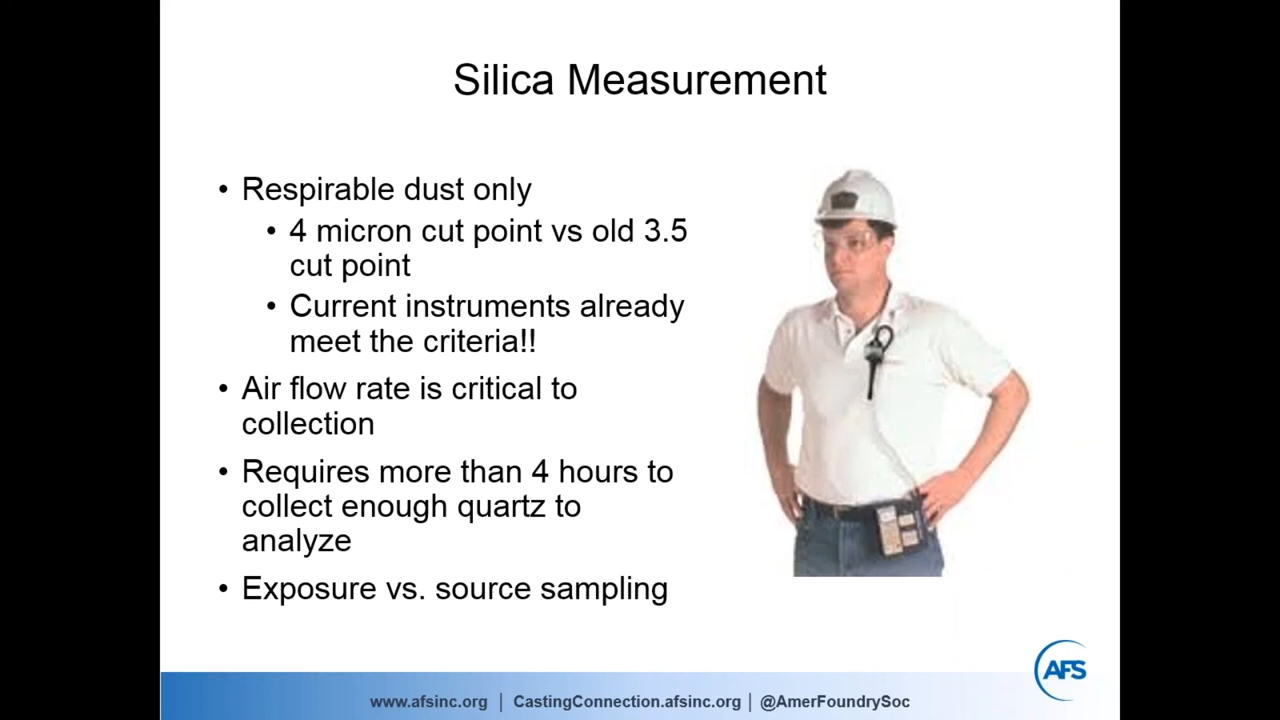 Silica Measurement
• Respirable dust only
• 4 micron cut point vs old 3.5
cut point
• Current instruments already
meet the criteria!!
• Air flow rate is critical to
collection
• Requires more than 4 hours to
collect enough quartz to
analyze
• Exposure vs. source sampling
AFS
www.afsinc.org | CastingConnection.afsinc.org | @AmerFoundrySoc